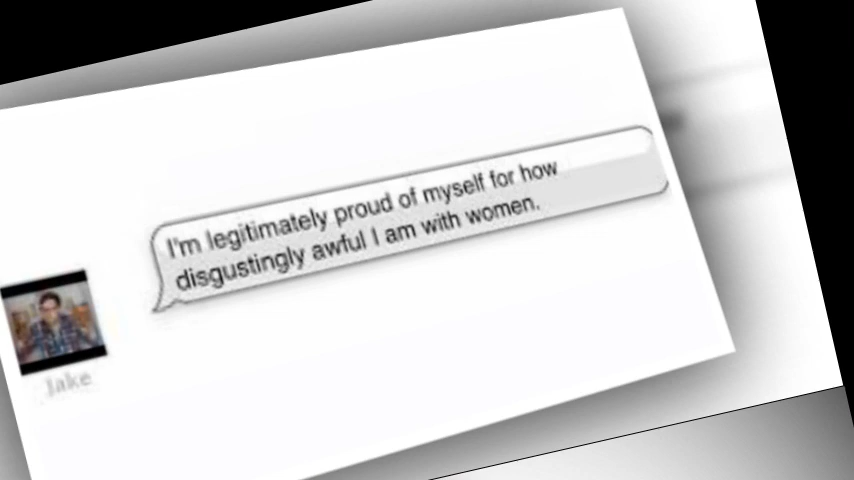 I'm legitimately proud of myself for how
disgustingly awful I am with women.
Jake